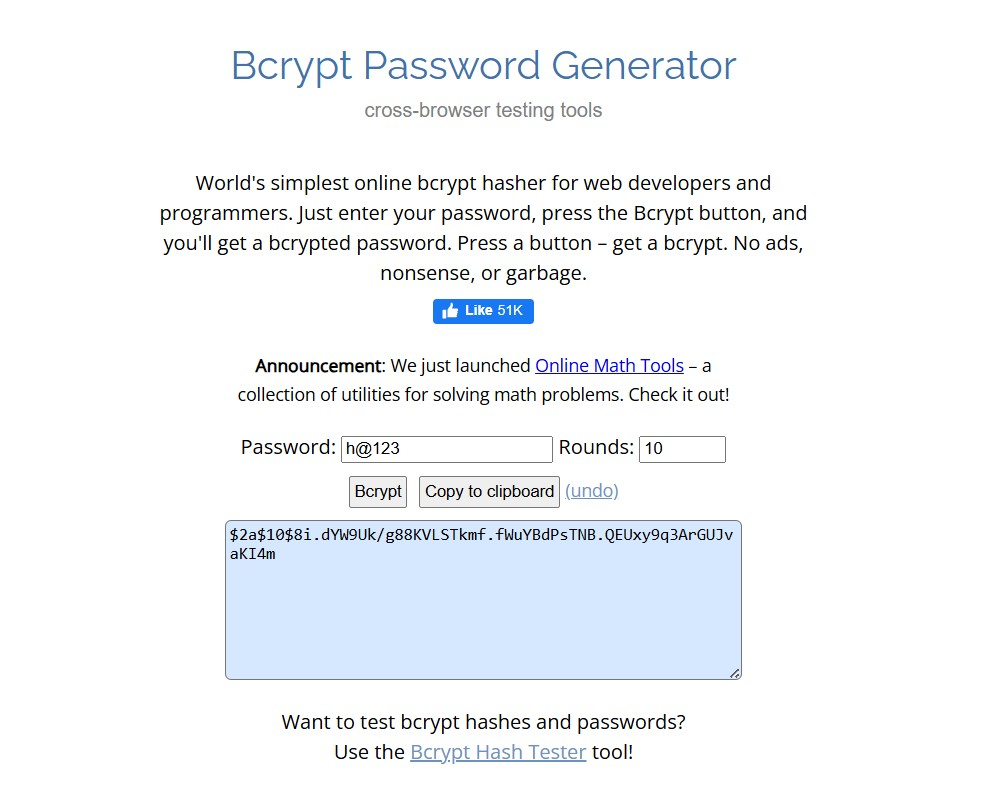 Bcrypt Password Generator
cross-browser testing tools
World's simplest online bcrypt hasher for web developers and
programmers. Just enter your password, press the Bcrypt button, and
you'll get a bcrypted password. Press a button – get a bcrypt. No ads,
nonsense, or garbage.
Like 51K
Announcement: We just launched Online Math Tools – a
collection of utilities for solving math problems. Check it out!
Password: h@123 Rounds: 10
Bcrypt Copy to clipboard (undo)
$2a$10$8i.dYW9Uk/g88KVLSTkmf.fWuYBdPsTNB.QEUxy9q3ArGUJv
aKI4m
Want to test bcrypt hashes and passwords?
Use the Bcrypt Hash Tester tool!